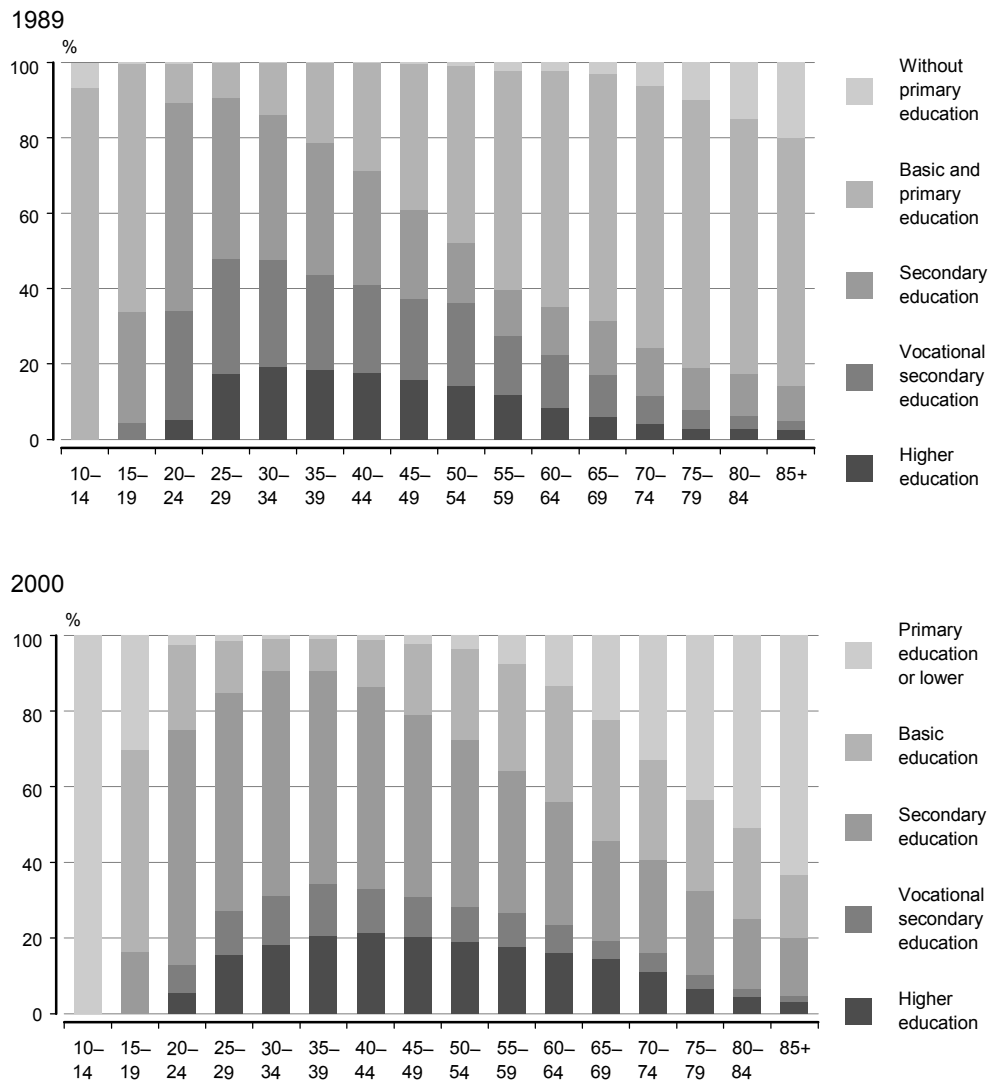 1989
%
100
80
60
40
20
0
10– 15– 20– 25– 30– 35– 40– 45– 50– 55– 60– 65– 70– 75– 80– 85+
14 19 24 29 34 39 44 49 54 59 64 69 74 79 84
Without
primary
education
Basic and
primary
education
Secondary
education
Vocational
secondary
education
Higher
education
2000
%
100
80
60
40
20
0
10– 15– 20– 25– 30– 35– 40– 45– 50– 55– 60– 65– 70– 75– 80– 85+
14 19 24 29 34 39 44 49 54 59 64 69 74 79 84
Primary
education
or lower
Basic
education
Secondary
education
Vocational
secondary
education
Higher
education